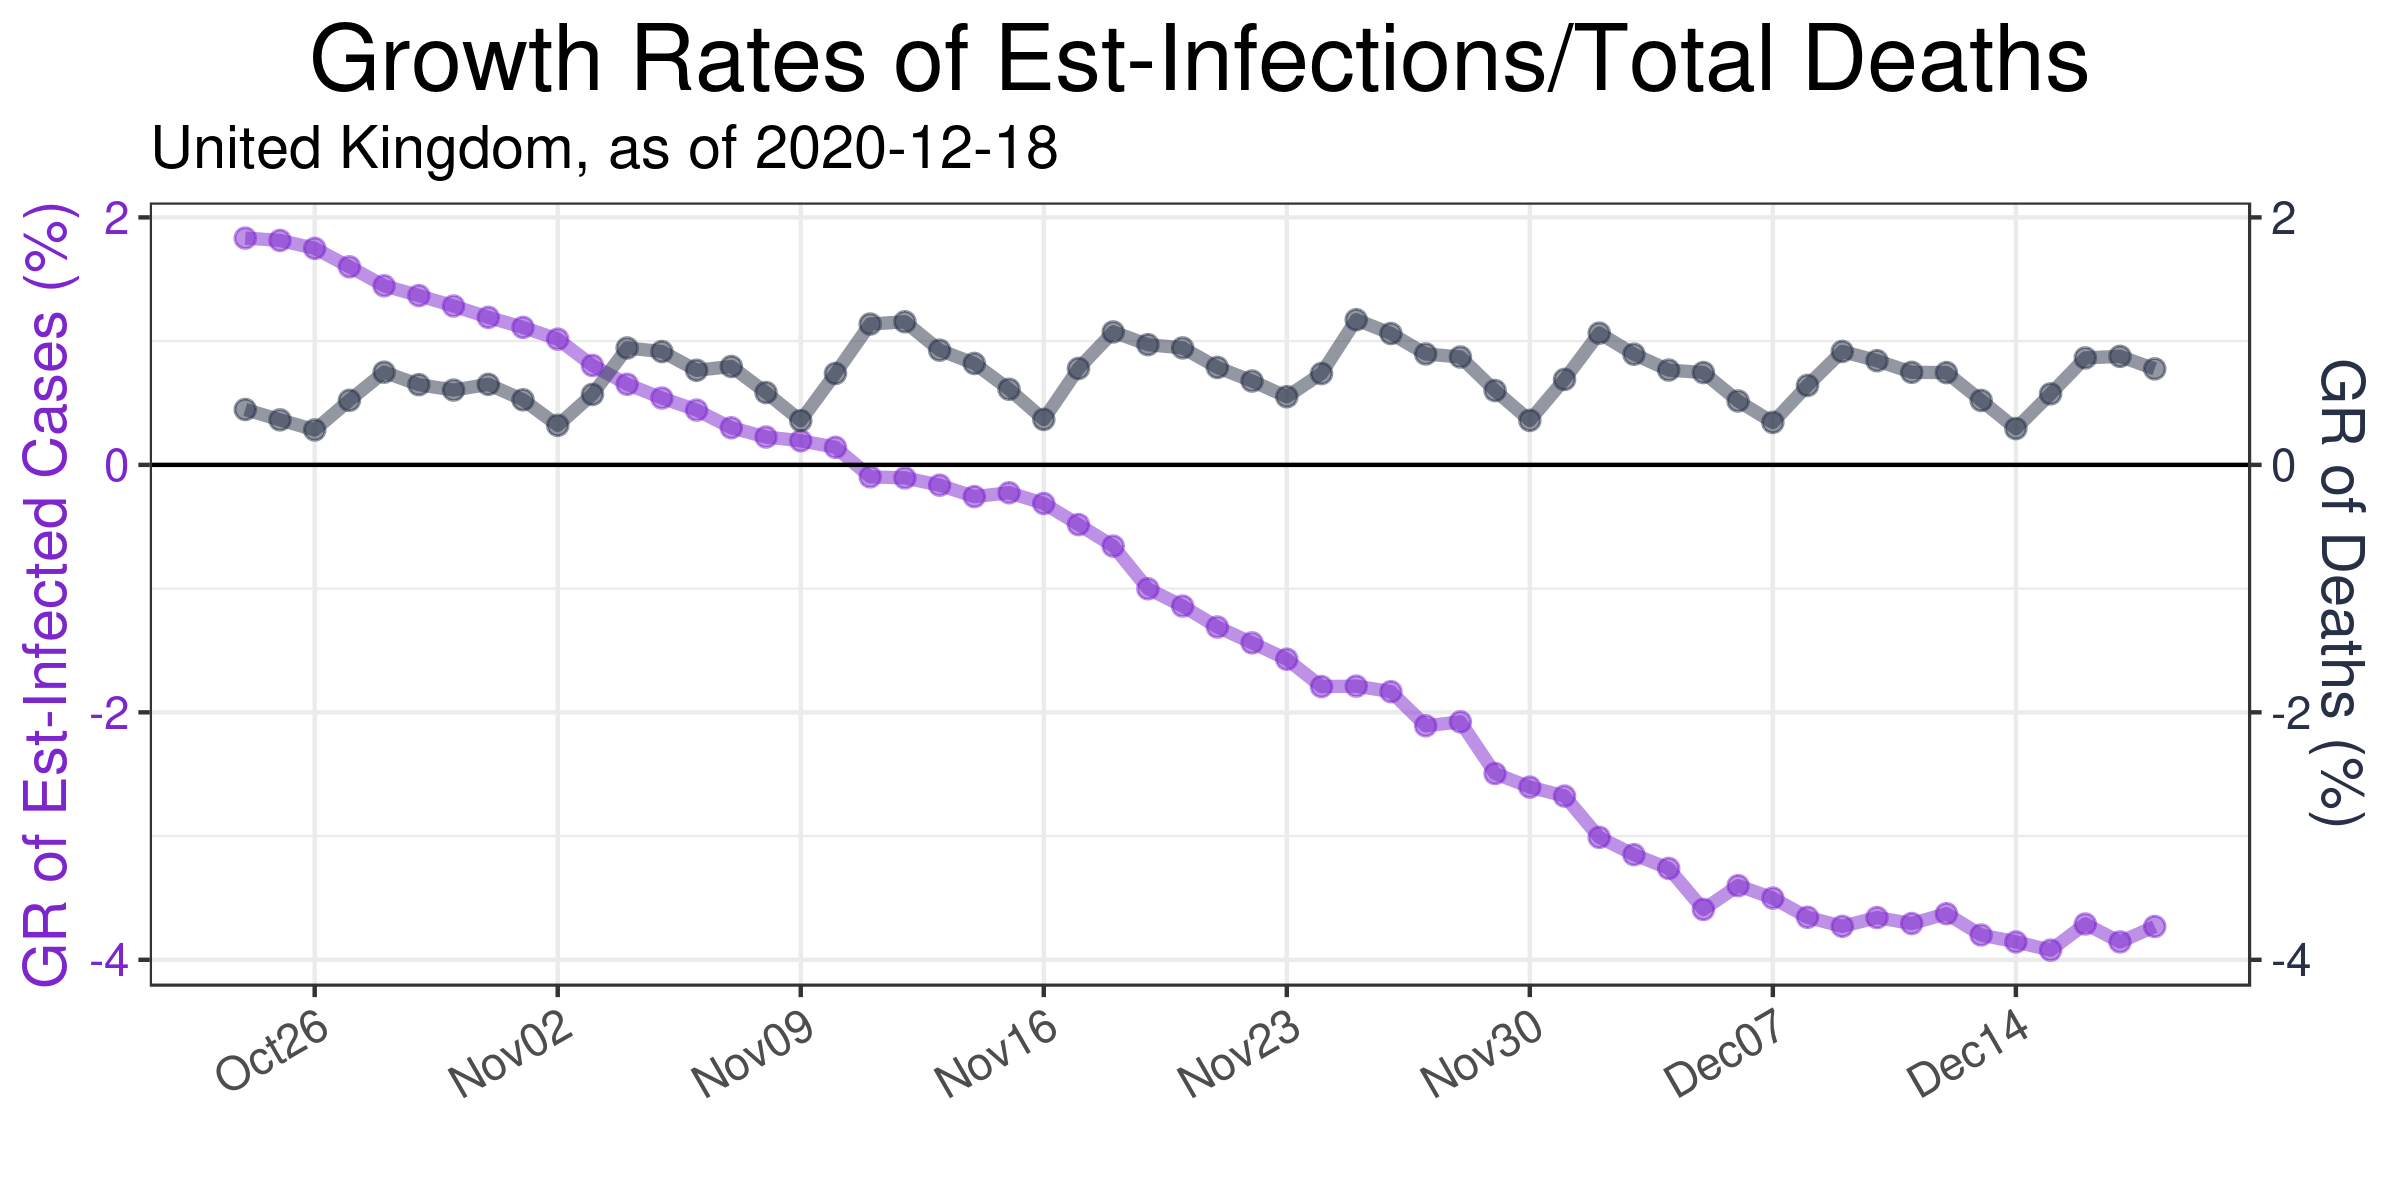 Growth Rates of Est-Infections/Total Deaths
United Kingdom, as of 2020-12-18
GR of Est-Infected Cases (%)
2
0
-2
-4
2
0
-2
-4
GR of Deaths (%)
Oct26
Nov02
Nov09
Nov16
Nov23
Nov30
Dec07
Dec14